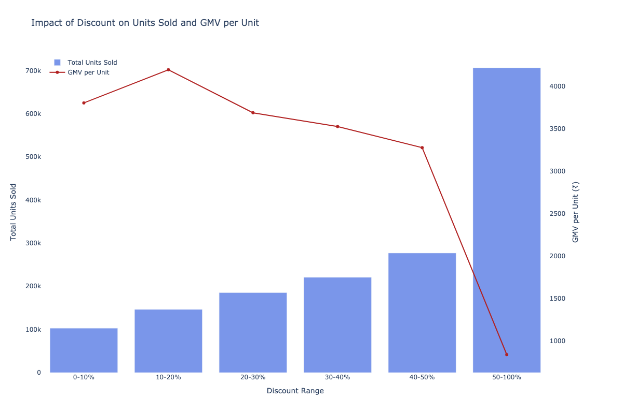 Impact of Discount on Units Sold and GMV per Unit
Total Units Sold
GMV per Unit
700k
600k
500k
400k
300k
200k
100k
0
Total Units Sold
4000
3500
3000
2500
2000
1500
1000
GMV per Unit (₹)
0–10%
10–20%
20–30%
30–40%
40–50%
50–100%
Discount Range